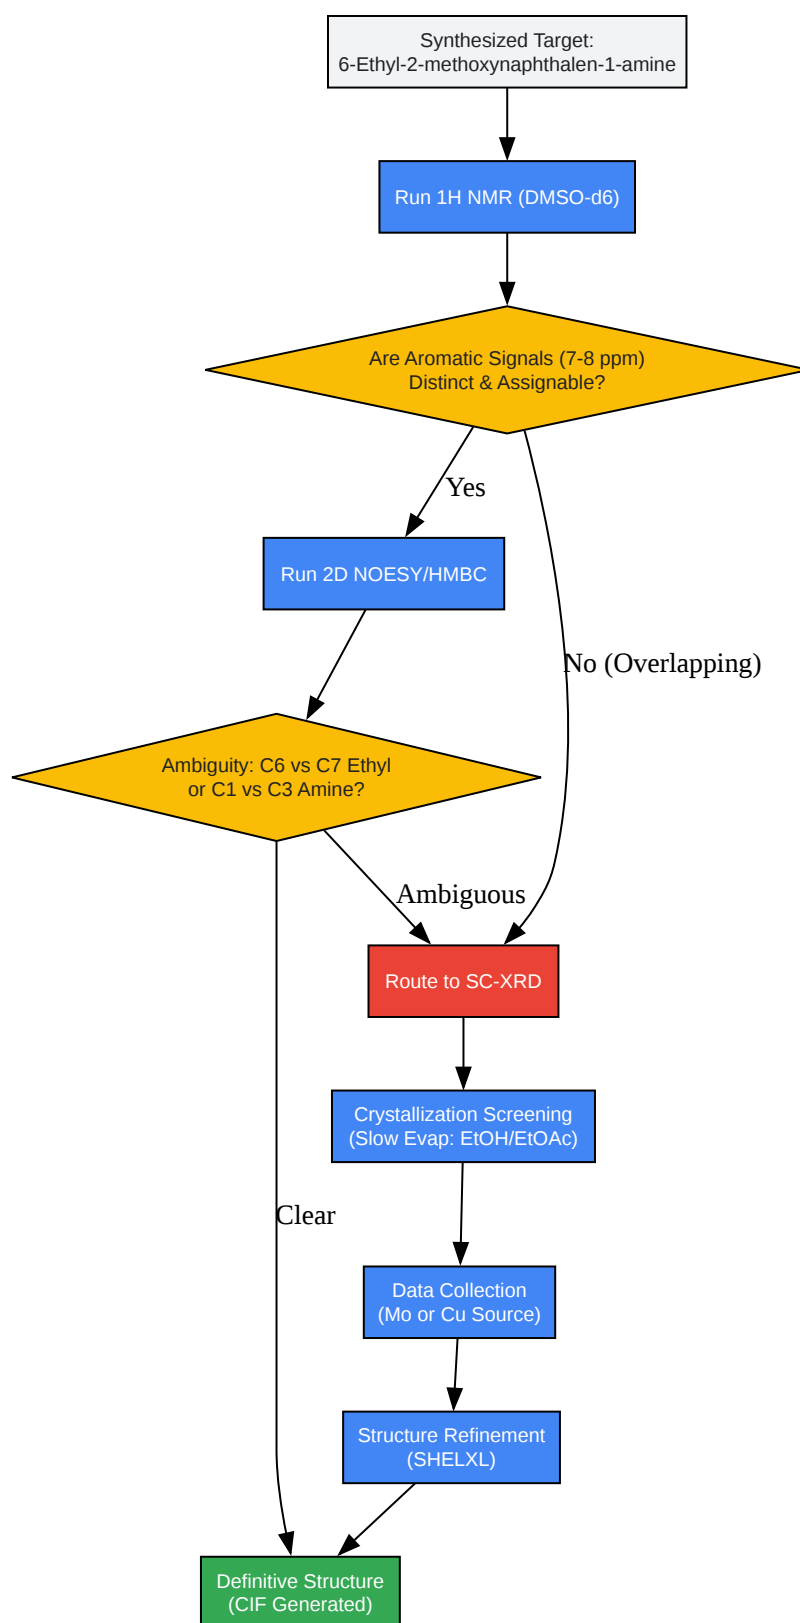 Synthesized Target:
6-Ethyl-2-methoxynaphthalen-1-amine
Run 1H NMR (DMSO-d6)
Are Aromatic Signals (7-8 ppm)
Distinct & Assignable?
Yes
Run 2D NOESY/HMBC
No (Overlapping)
Ambiguity: C6 vs C7 Ethyl
or C1 vs C3 Amine?
Ambiguous
Route to SC-XRD
Crystallization Screening
(Slow Evap: EtOH/EtOAc)
Clear
Data Collection
(Mo or Cu Source)
Structure Refinement
(SHELXL)
Definitive Structure
(CIF Generated)